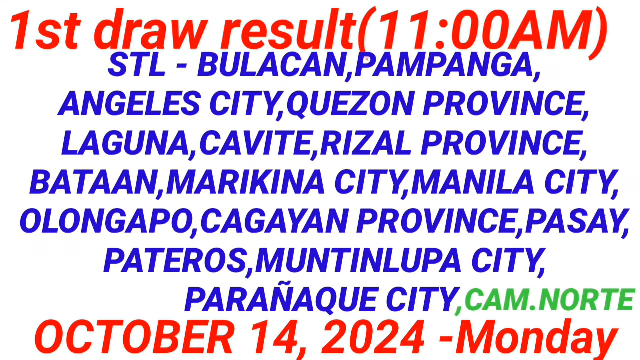 1st draw result(11:00AM)
STL - BULACAN,PAMPANGA,
ANGELES CITY,QUEZON PROVINCE,
LAGUNA,CAVITE,RIZAL PROVINCE,
BATAAN,MARIKINA CITY,MANILA CITY,
OLONGAPO,CAGAYAN PROVINCE,PASAY,
PATEROS,MUNTINLUPA CITY,
PARAÑAQUE CITY,CAM.NORTE
OCTOBER 14, 2024 -Monday